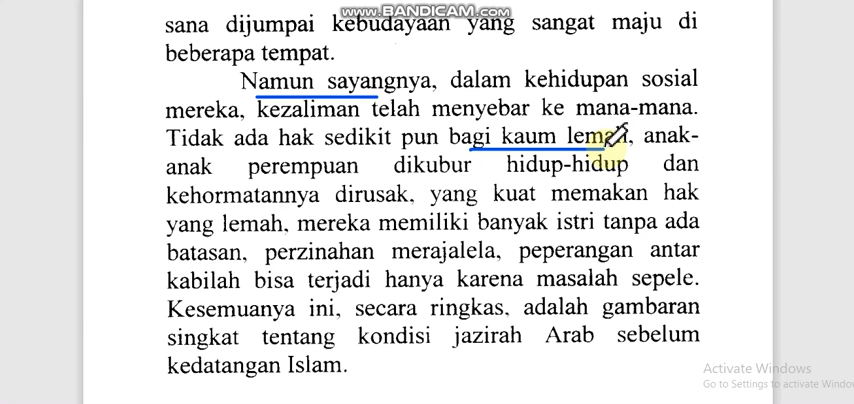 www.BANDICAM.com
sana dijumpai kebudayaan yang sangat maju di
beberapa tempat.
Namun sayangnya, dalam kehidupan sosial
mereka, kezaliman telah menyebar ke mana-mana.
Tidak ada hak sedikit pun bagi kaum lemah, anak-
anak perempuan dikubur hidup-hidup dan
kehormatannya dirusak, yang kuat memakan hak
yang lemah, mereka memiliki banyak istri tanpa ada
batasan, perzinahan merajalela, peperangan antar
kabilah bisa terjadi hanya karena masalah sepele.
Kesemuanya ini, secara ringkas, adalah gambaran
singkat tentang kondisi jazirah Arab sebelum
kedatangan Islam.
Activate Windows
Go to Settings to activate Windo